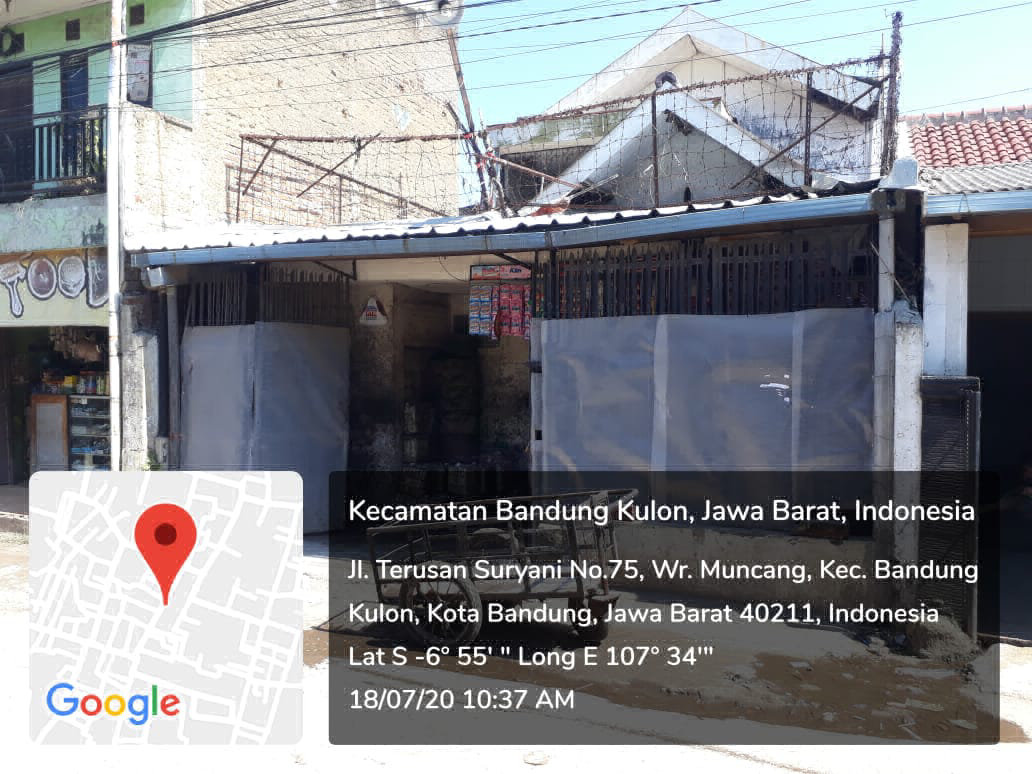 TOOD
Kecamatan Bandung Kulon, Jawa Barat, Indonesia
Jl. Terusan Suryani No.75, Wr. Muncang, Kec. Bandung
Kulon, Kota Bandung, Jawa Barat 40211, Indonesia
Lat S -6° 55' " Long E 107° 34'"
18/07/20 10:37 AM
Google